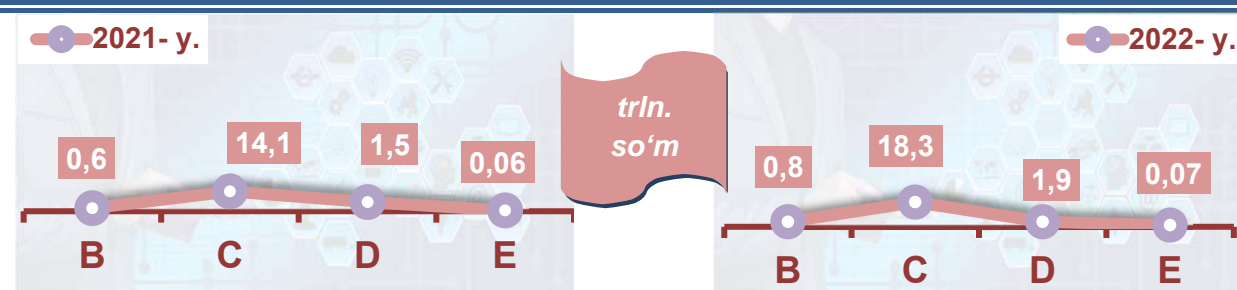 2021- y.
0,6
14,1
1,5
0,06
B C D E
trln.
so‘m
2022- y.
0,8
18,3
1,9
0,07
B C D E